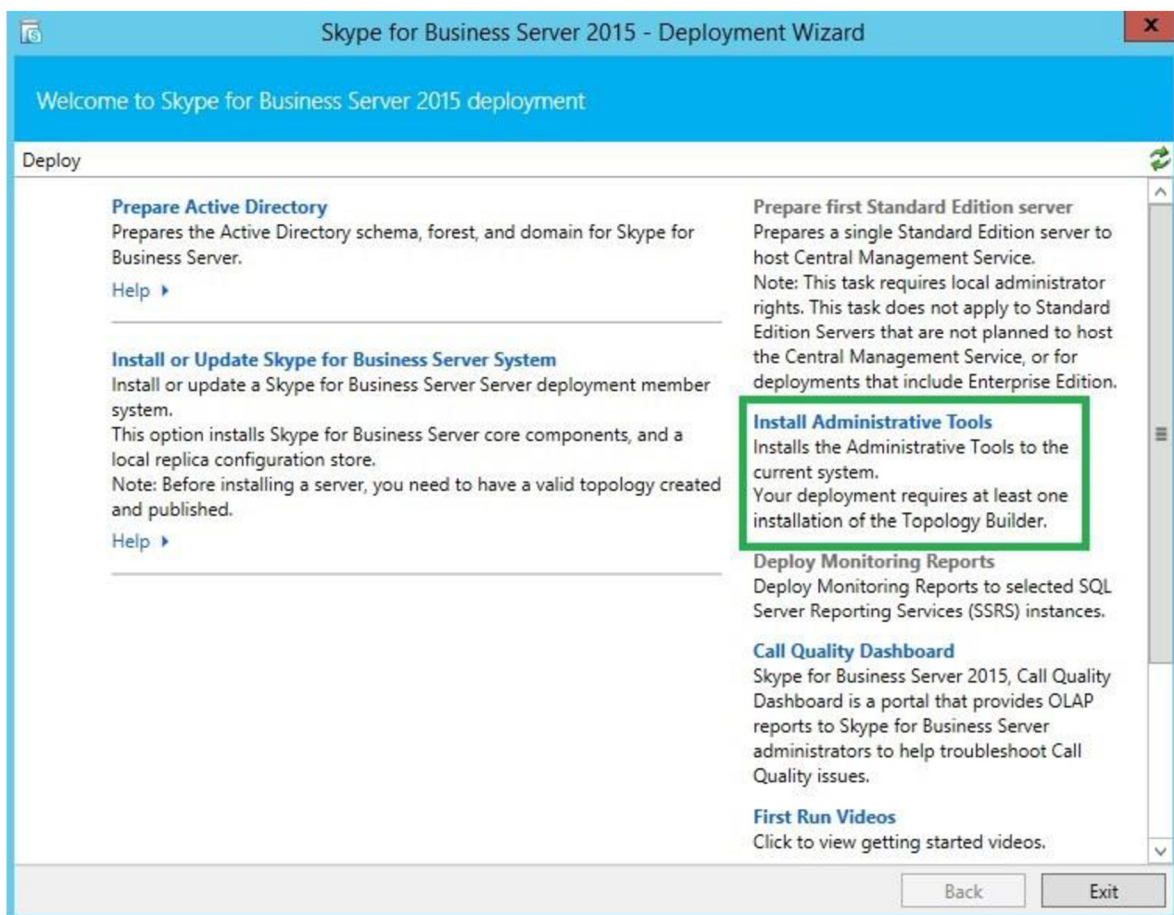 Skype for Business Server 2015 - Deployment Wizard
x
Welcome to Skype for Business Server 2015 deployment
Deploy
Prepare Active Directory
Prepares the Active Directory schema, forest, and domain for Skype for
Business Server.
Help
Install or Update Skype for Business Server System
Install or update a Skype for Business Server Server deployment member
system.
This option installs Skype for Business Server core components, and a
local replica configuration store.
Note: Before installing a server, you need to have a valid topology created
and published.
Help
Prepare first Standard Edition server
Prepares a single Standard Edition server to
host Central Management Service.
Note: This task requires local administrator
rights. This task does not apply to Standard
Edition Servers that are not planned to host
the Central Management Service, or for
deployments that include Enterprise Edition.
Install Administrative Tools
Installs the Administrative Tools to the
current system.
Your deployment requires at least one
installation of the Topology Builder.
Deploy Monitoring Reports
Deploy Monitoring Reports to selected SQL
Server Reporting Services (SSRS) instances.
Call Quality Dashboard
Skype for Business Server 2015, Call Quality
Dashboard is a portal that provides OLAP
reports to Skype for Business Server
administrators to help troubleshoot Call
Quality issues.
First Run Videos
Click to view getting started videos.
Back
Exit